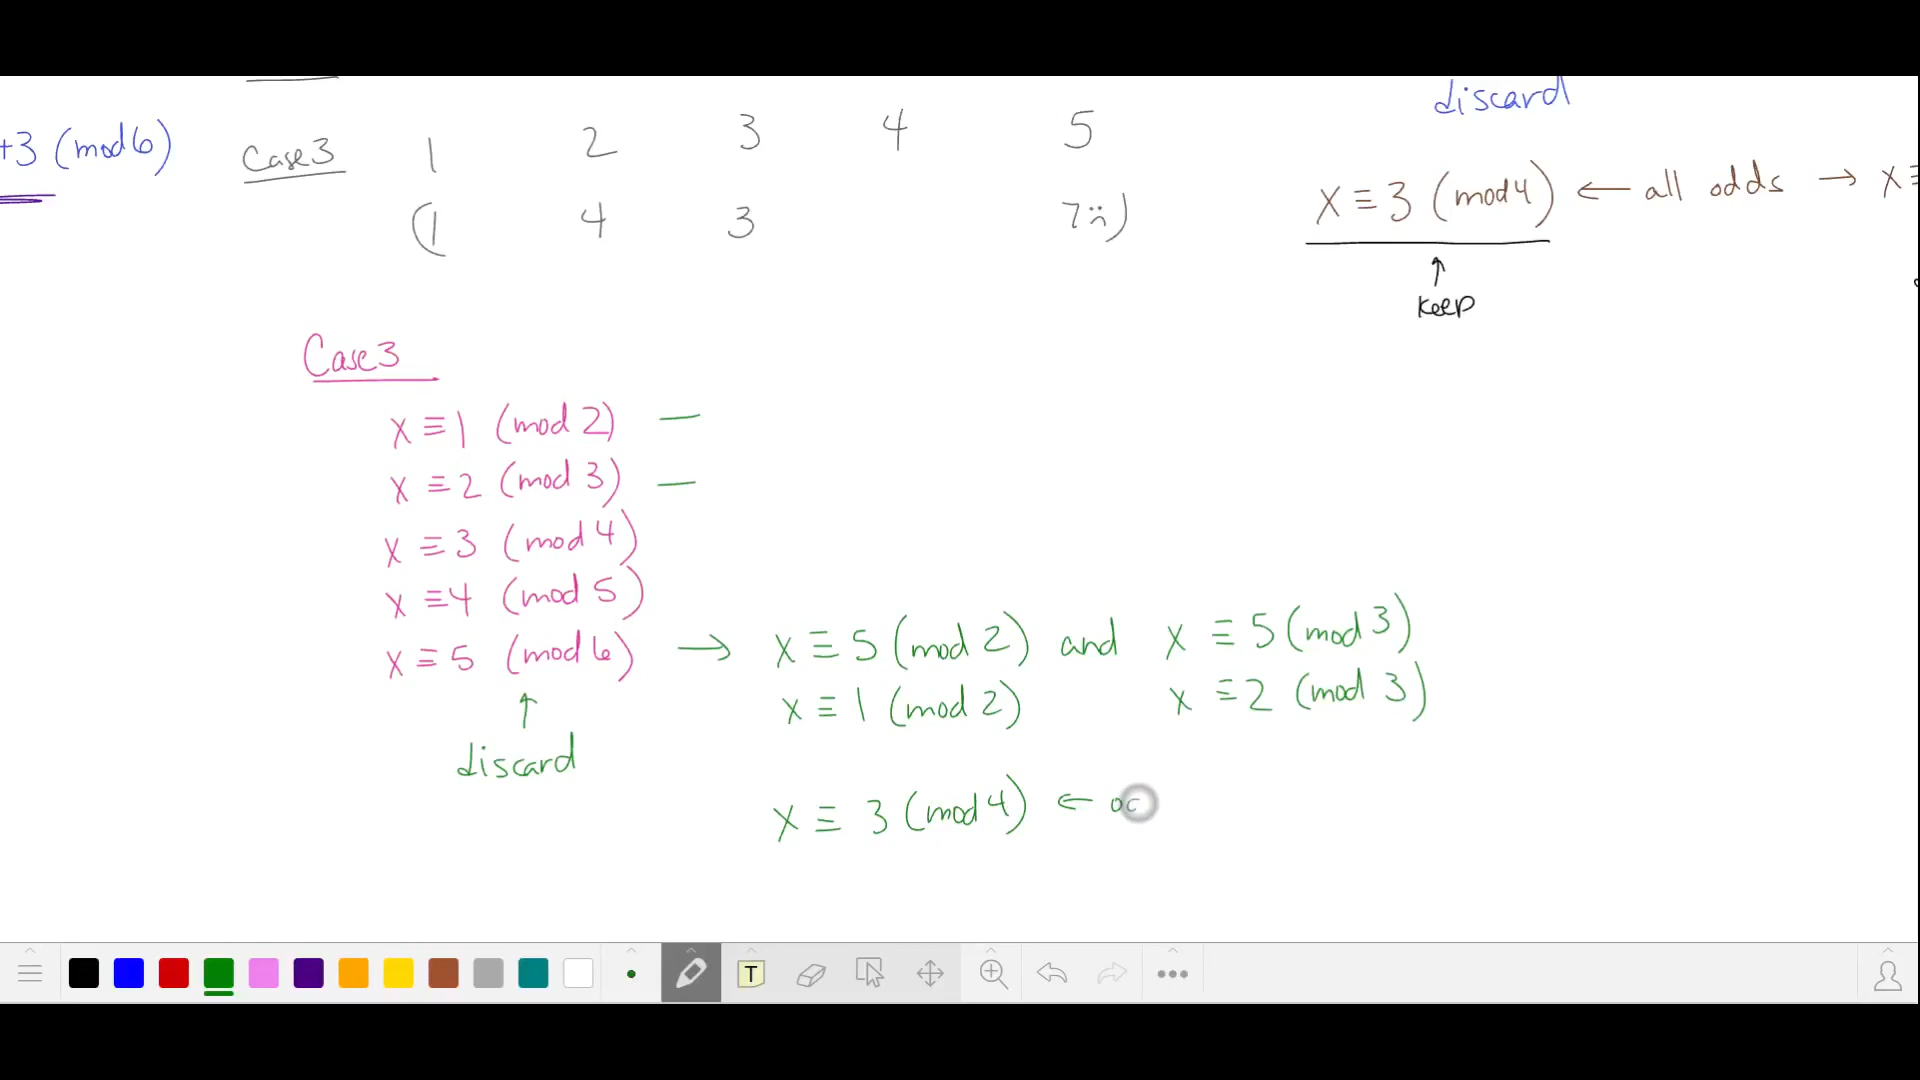 discard
+3 (mod 6)
Case 3 1 2 3 4 5
(1 4 3 7 :( )
x ≡ 3 (mod 4) ← all odds → x ≡
↑
keep
Case 3
x ≡ 1 (mod 2) —
x ≡ 2 (mod 3) —
x ≡ 3 (mod 4)
x ≡ 4 (mod 5)
x ≡ 5 (mod 6) → x ≡ 5 (mod 2) and x ≡ 5 (mod 3)
x ≡ 1 (mod 2) x ≡ 2 (mod 3)
↑
discard
x ≡ 3 (mod 4) ←
T